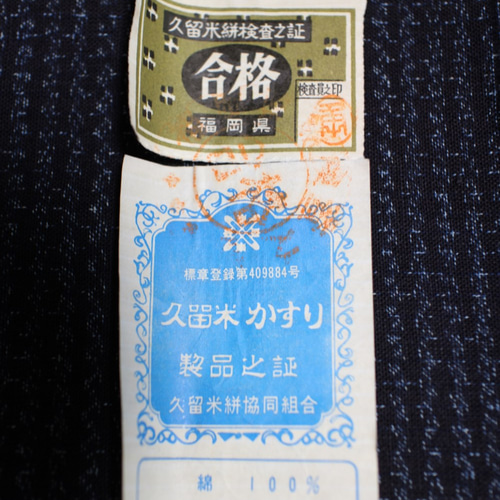 久留米絣検査之証
合格
検査員之印
福岡県
標章登録第409884号
久留米かすり
製品之証
久留米絣協同組合
綿 100%